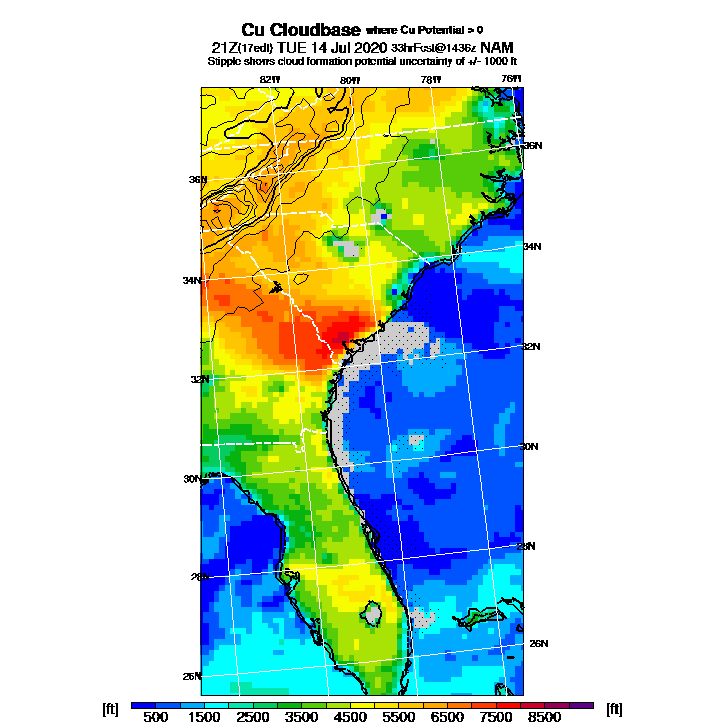 Cu Cloudbase where Cu Potential > 0
21Z(17edt) TUE 14 Jul 2020 33hrFcst@1436z NAM
Stipple shows cloud formation potential uncertainty of +/- 1000 ft
82W 80W 78W 76W
36N
36N
34N
34N
32N
32N
30N
30N
28N
28N
26N
26N
[ft] 500 1500 2500 3500 4500 5500 6500 7500 8500 [ft]